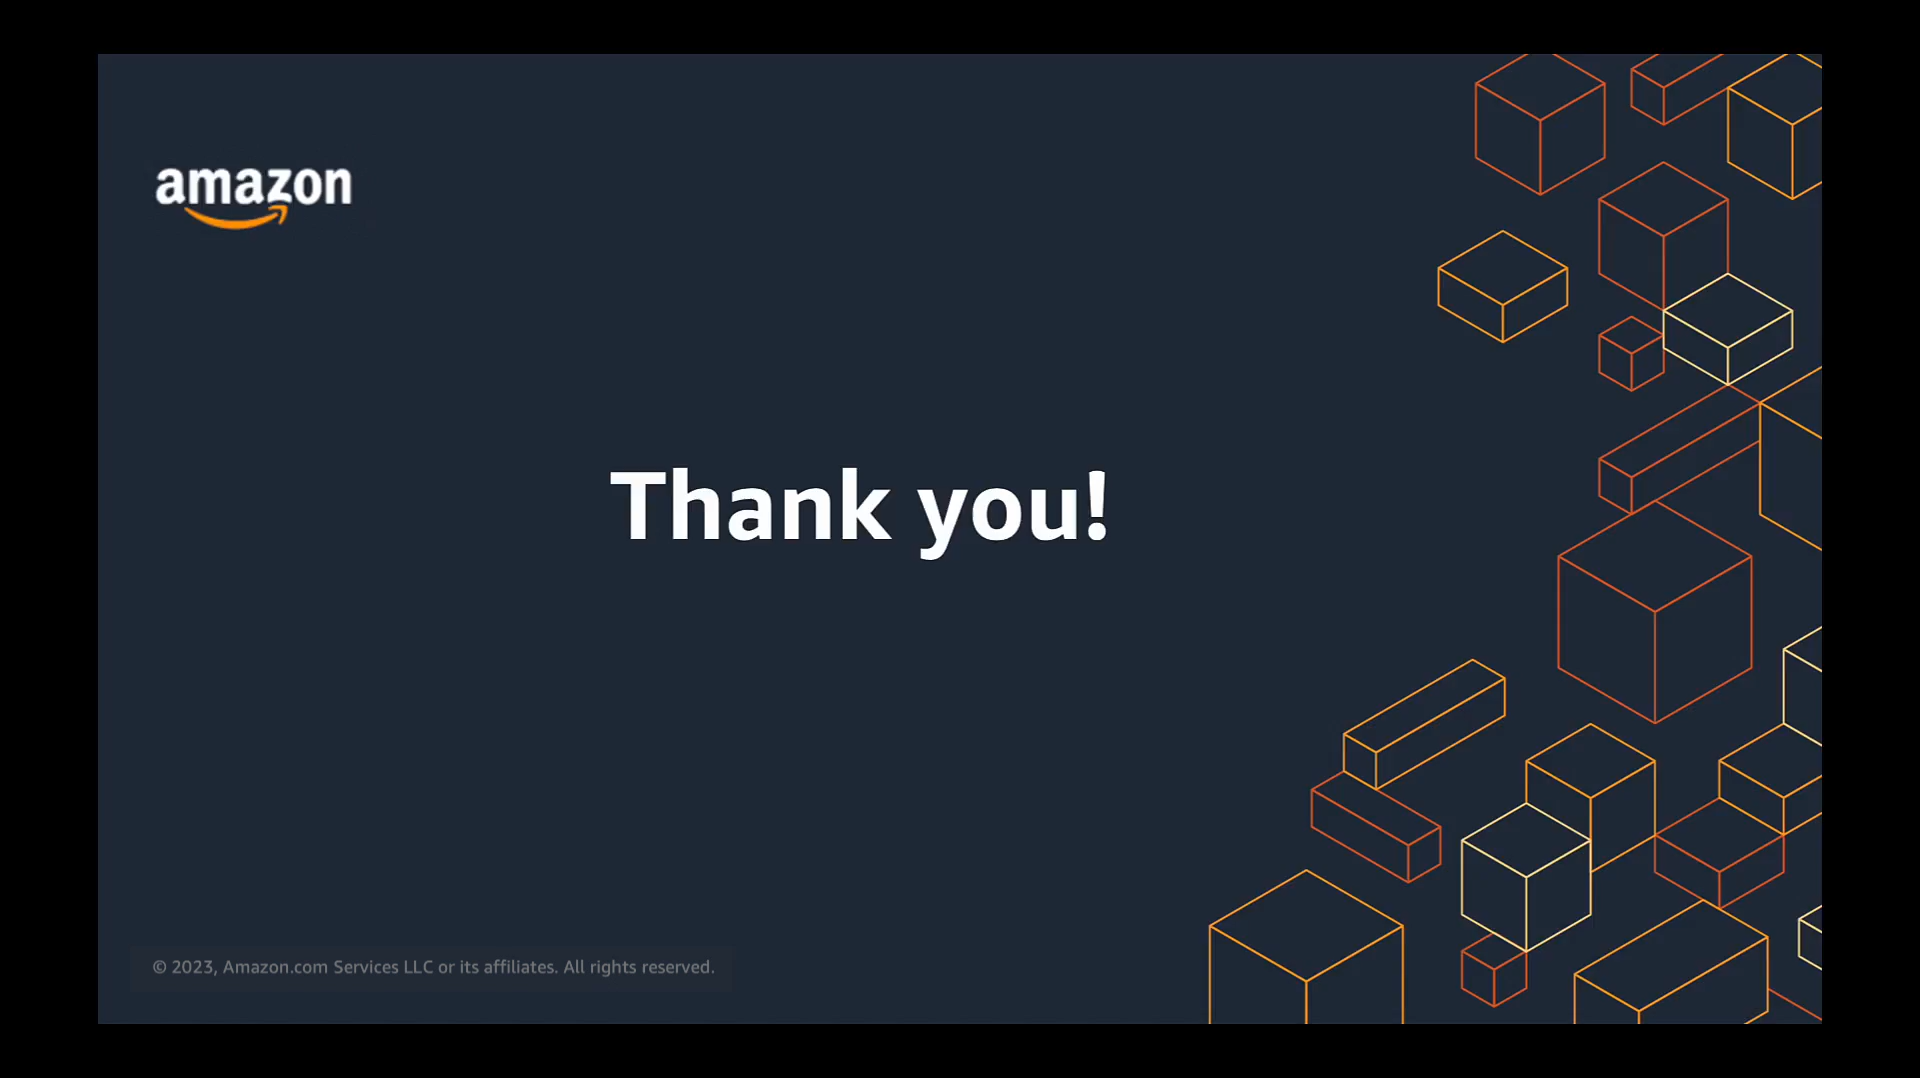 amazon
Thank you!
© 2023, Amazon.com Services LLC or its affiliates. All rights reserved.